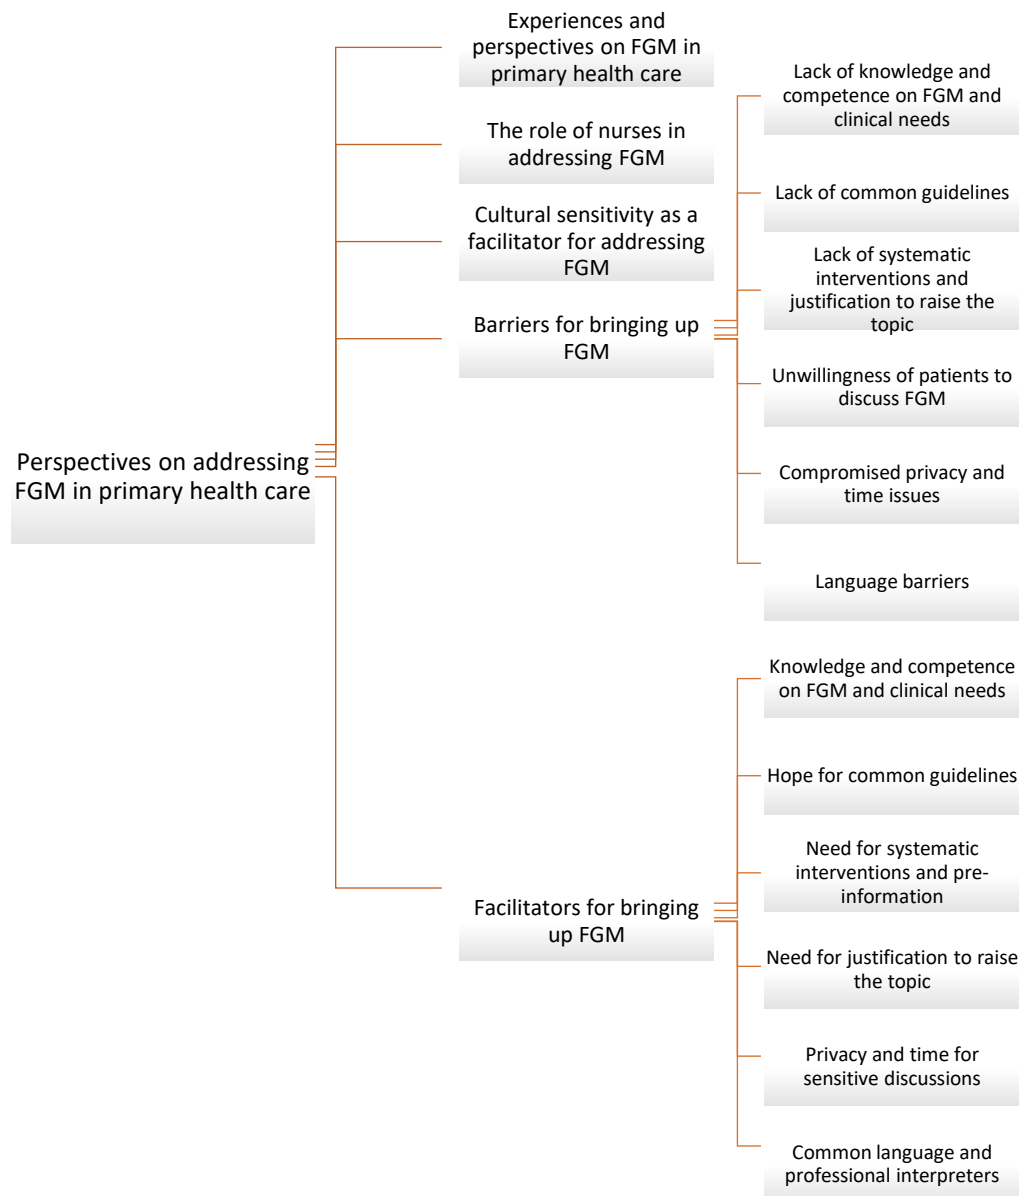 Perspectives on addressing
FGM in primary health care
Experiences and
perspectives on FGM in
primary health care
The role of nurses in
addressing FGM
Cultural sensitivity as a
facilitator for addressing
FGM
Barriers for bringing up
FGM
Lack of knowledge and
competence on FGM and
clinical needs
Lack of common guidelines
Lack of systematic
interventions and
justification to raise the
topic
Unwillingness of patients to
discuss FGM
Compromised privacy and
time issues
Language barriers
Facilitators for bringing
up FGM
Knowledge and competence
on FGM and clinical needs
Hope for common guidelines
Need for systematic
interventions and pre-
information
Need for justification to raise
the topic
Privacy and time for
sensitive discussions
Common language and
professional interpreters